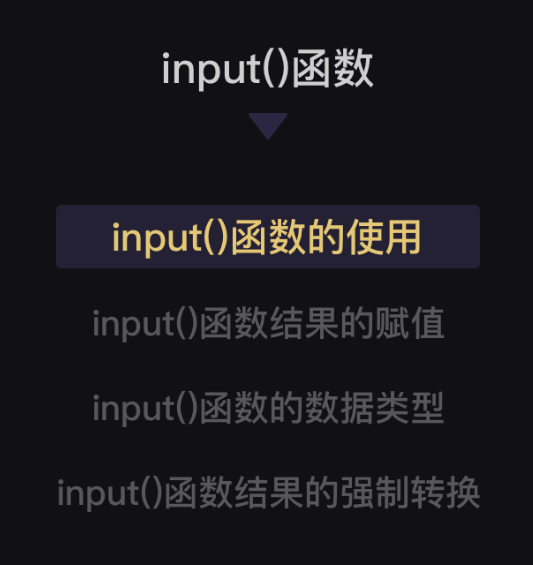 input()函数
input()函数的使用
input()函数结果的赋值
input()函数的数据类型
input()函数结果的强制转换